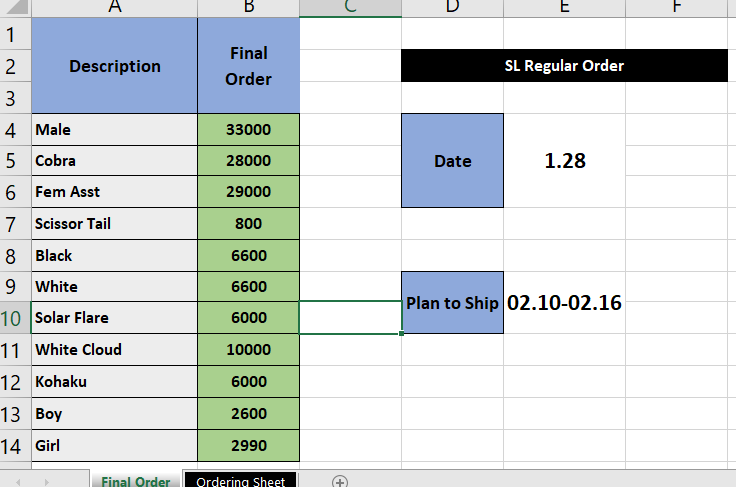 A B C D E F
1
2 Description Final Order SL Regular Order
3
4 Male 33000
5 Cobra 28000 Date 1.28
6 Fem Asst 29000
7 Scissor Tail 800
8 Black 6600
9 White 6600
10 Solar Flare 6000 Plan to Ship 02.10-02.16
11 White Cloud 10000
12 Kohaku 6000
13 Boy 2600
14 Girl 2990
Final Order Ordering Sheet